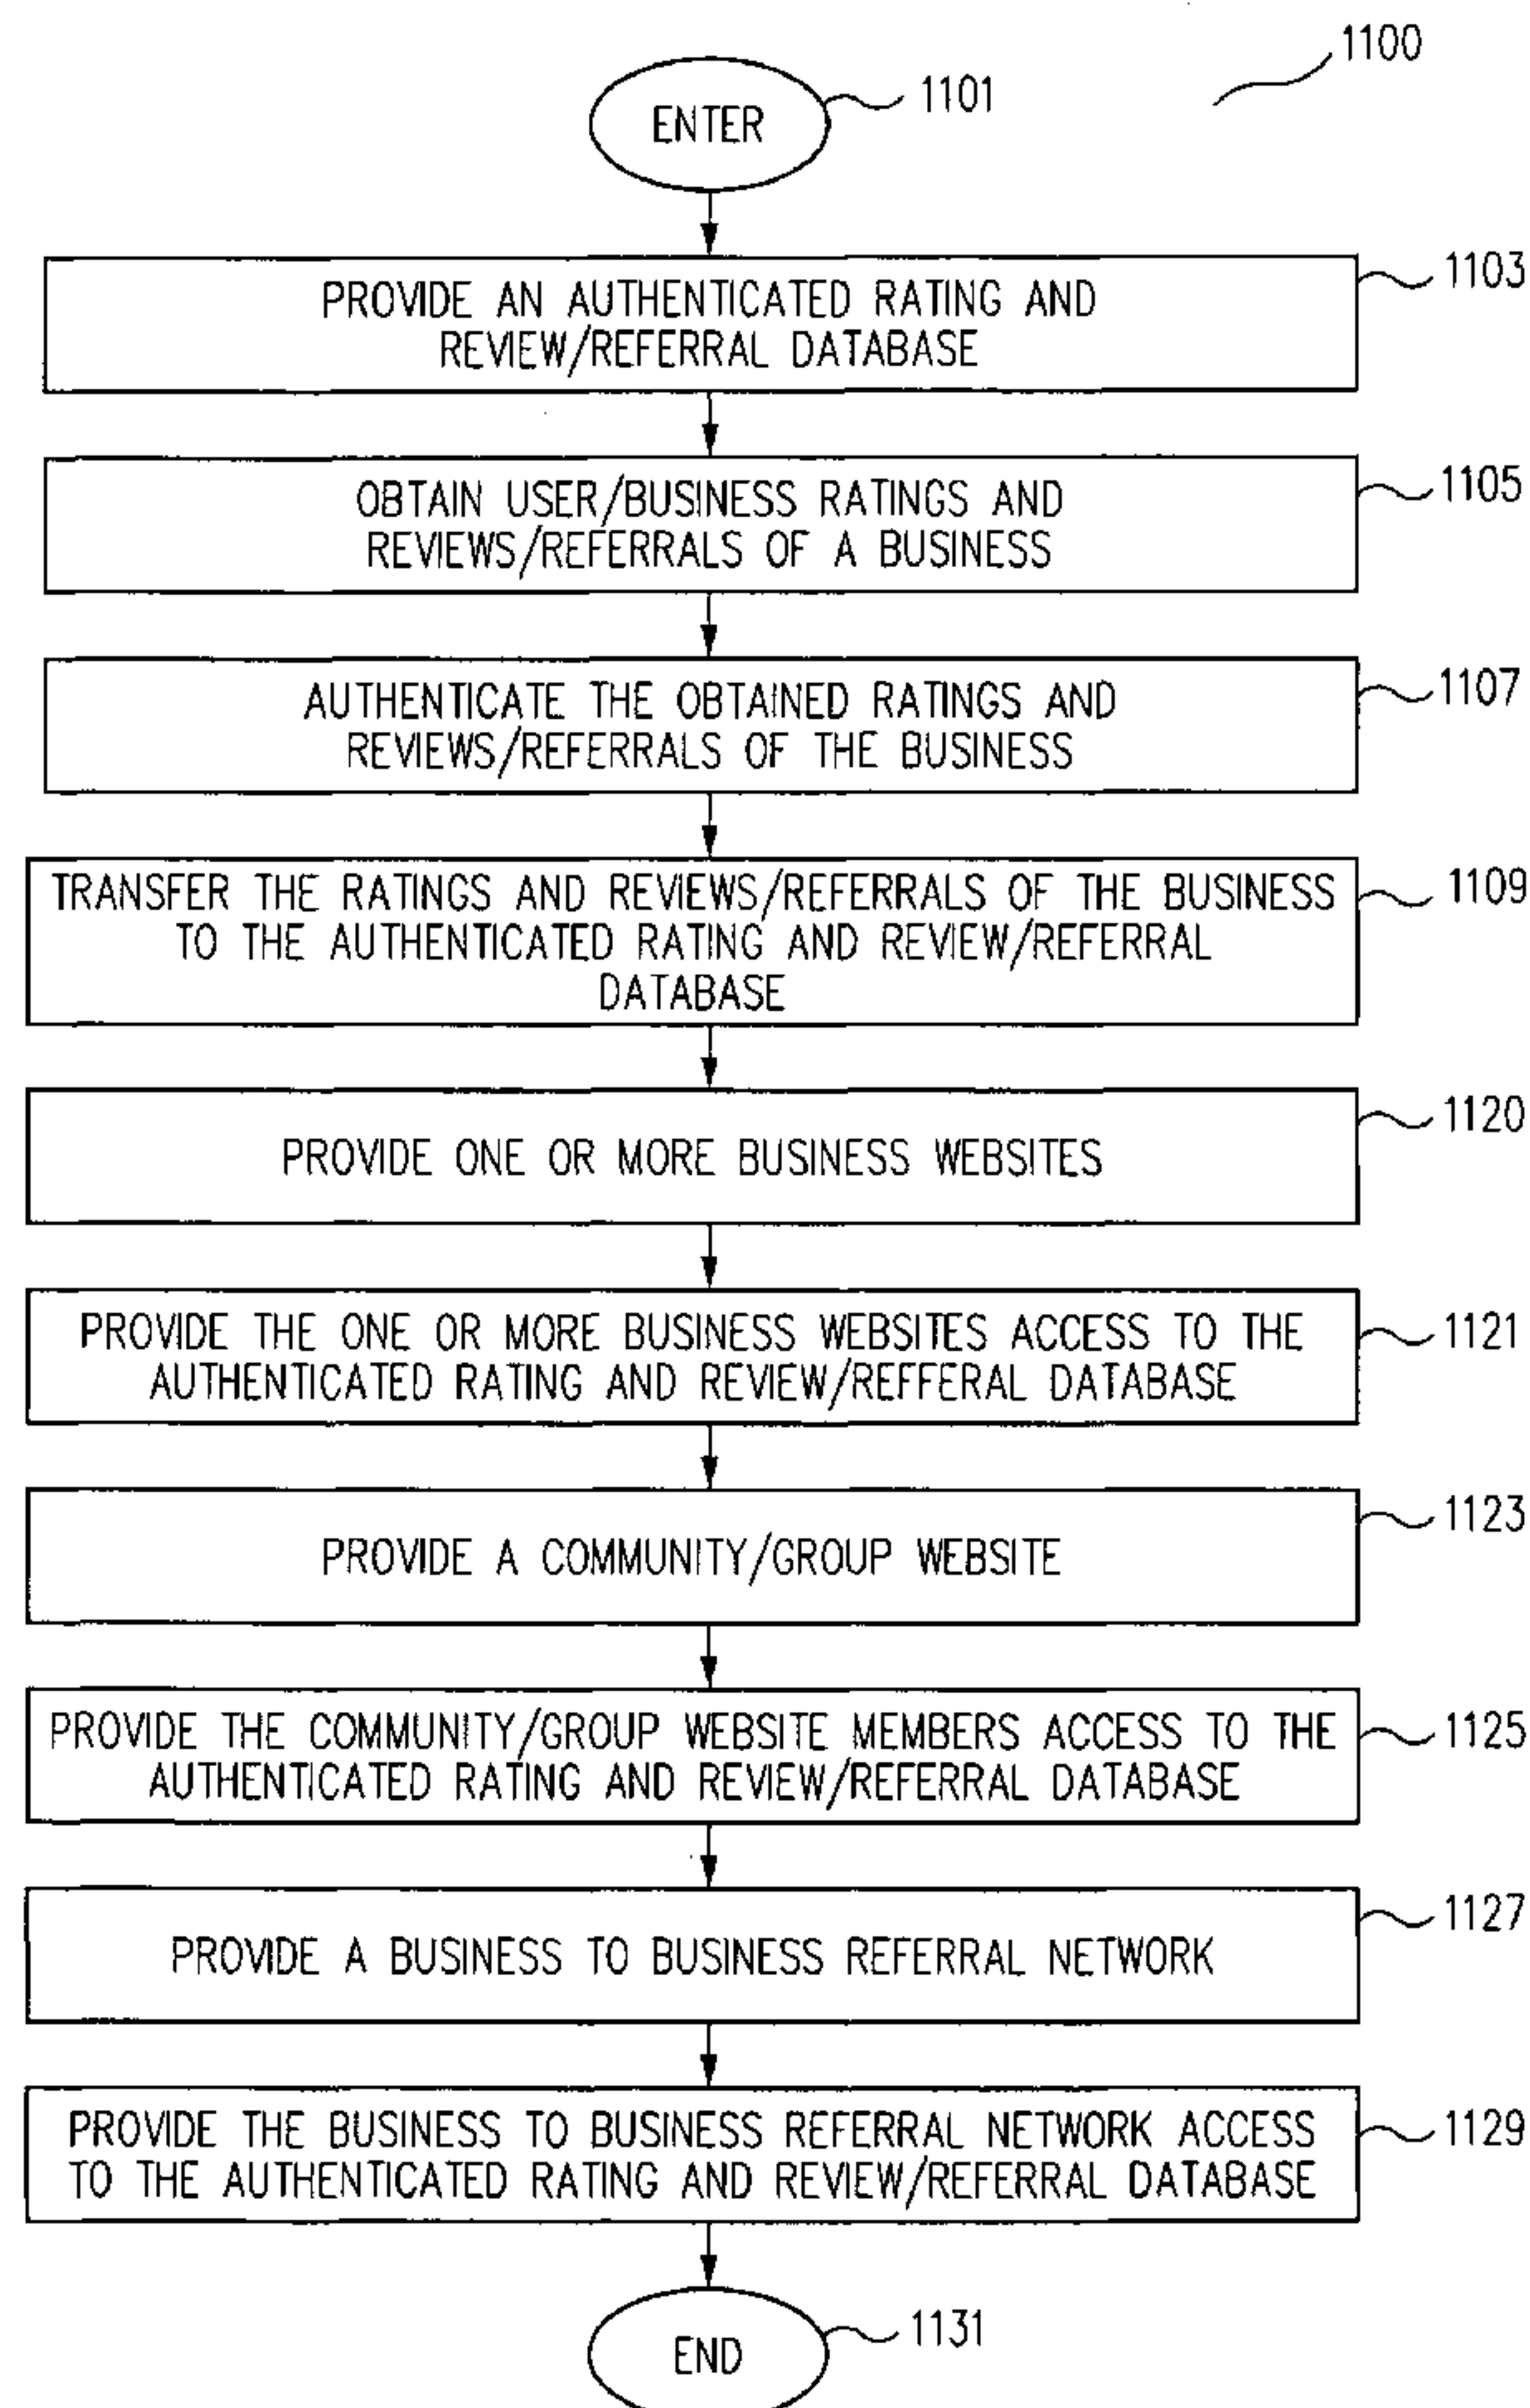 1100
ENTER
1101
PROVIDE AN AUTHENTICATED RATING AND
REVIEW/REFERRAL DATABASE
1103
OBTAIN USER/BUSINESS RATINGS AND
REVIEWS/REFERRALS OF A BUSINESS
1105
AUTHENTICATE THE OBTAINED RATINGS AND
REVIEWS/REFERRALS OF THE BUSINESS
1107
TRANSFER THE RATINGS AND REVIEWS/REFERRALS OF THE BUSINESS
TO THE AUTHENTICATED RATING AND REVIEW/REFERRAL
DATABASE
1109
PROVIDE ONE OR MORE BUSINESS WEBSITES
1120
PROVIDE THE ONE OR MORE BUSINESS WEBSITES ACCESS TO THE
AUTHENTICATED RATING AND REVIEW/REFFERAL DATABASE
1121
PROVIDE A COMMUNITY/GROUP WEBSITE
1123
PROVIDE THE COMMUNITY/GROUP WEBSITE MEMBERS ACCESS TO THE
AUTHENTICATED RATING AND REVIEW/REFERRAL DATABASE
1125
PROVIDE A BUSINESS TO BUSINESS REFERRAL NETWORK
1127
PROVIDE THE BUSINESS TO BUSINESS REFERRAL NETWORK ACCESS
TO THE AUTHENTICATED RATING AND REVIEW/REFERRAL DATABASE
1129
END
1131